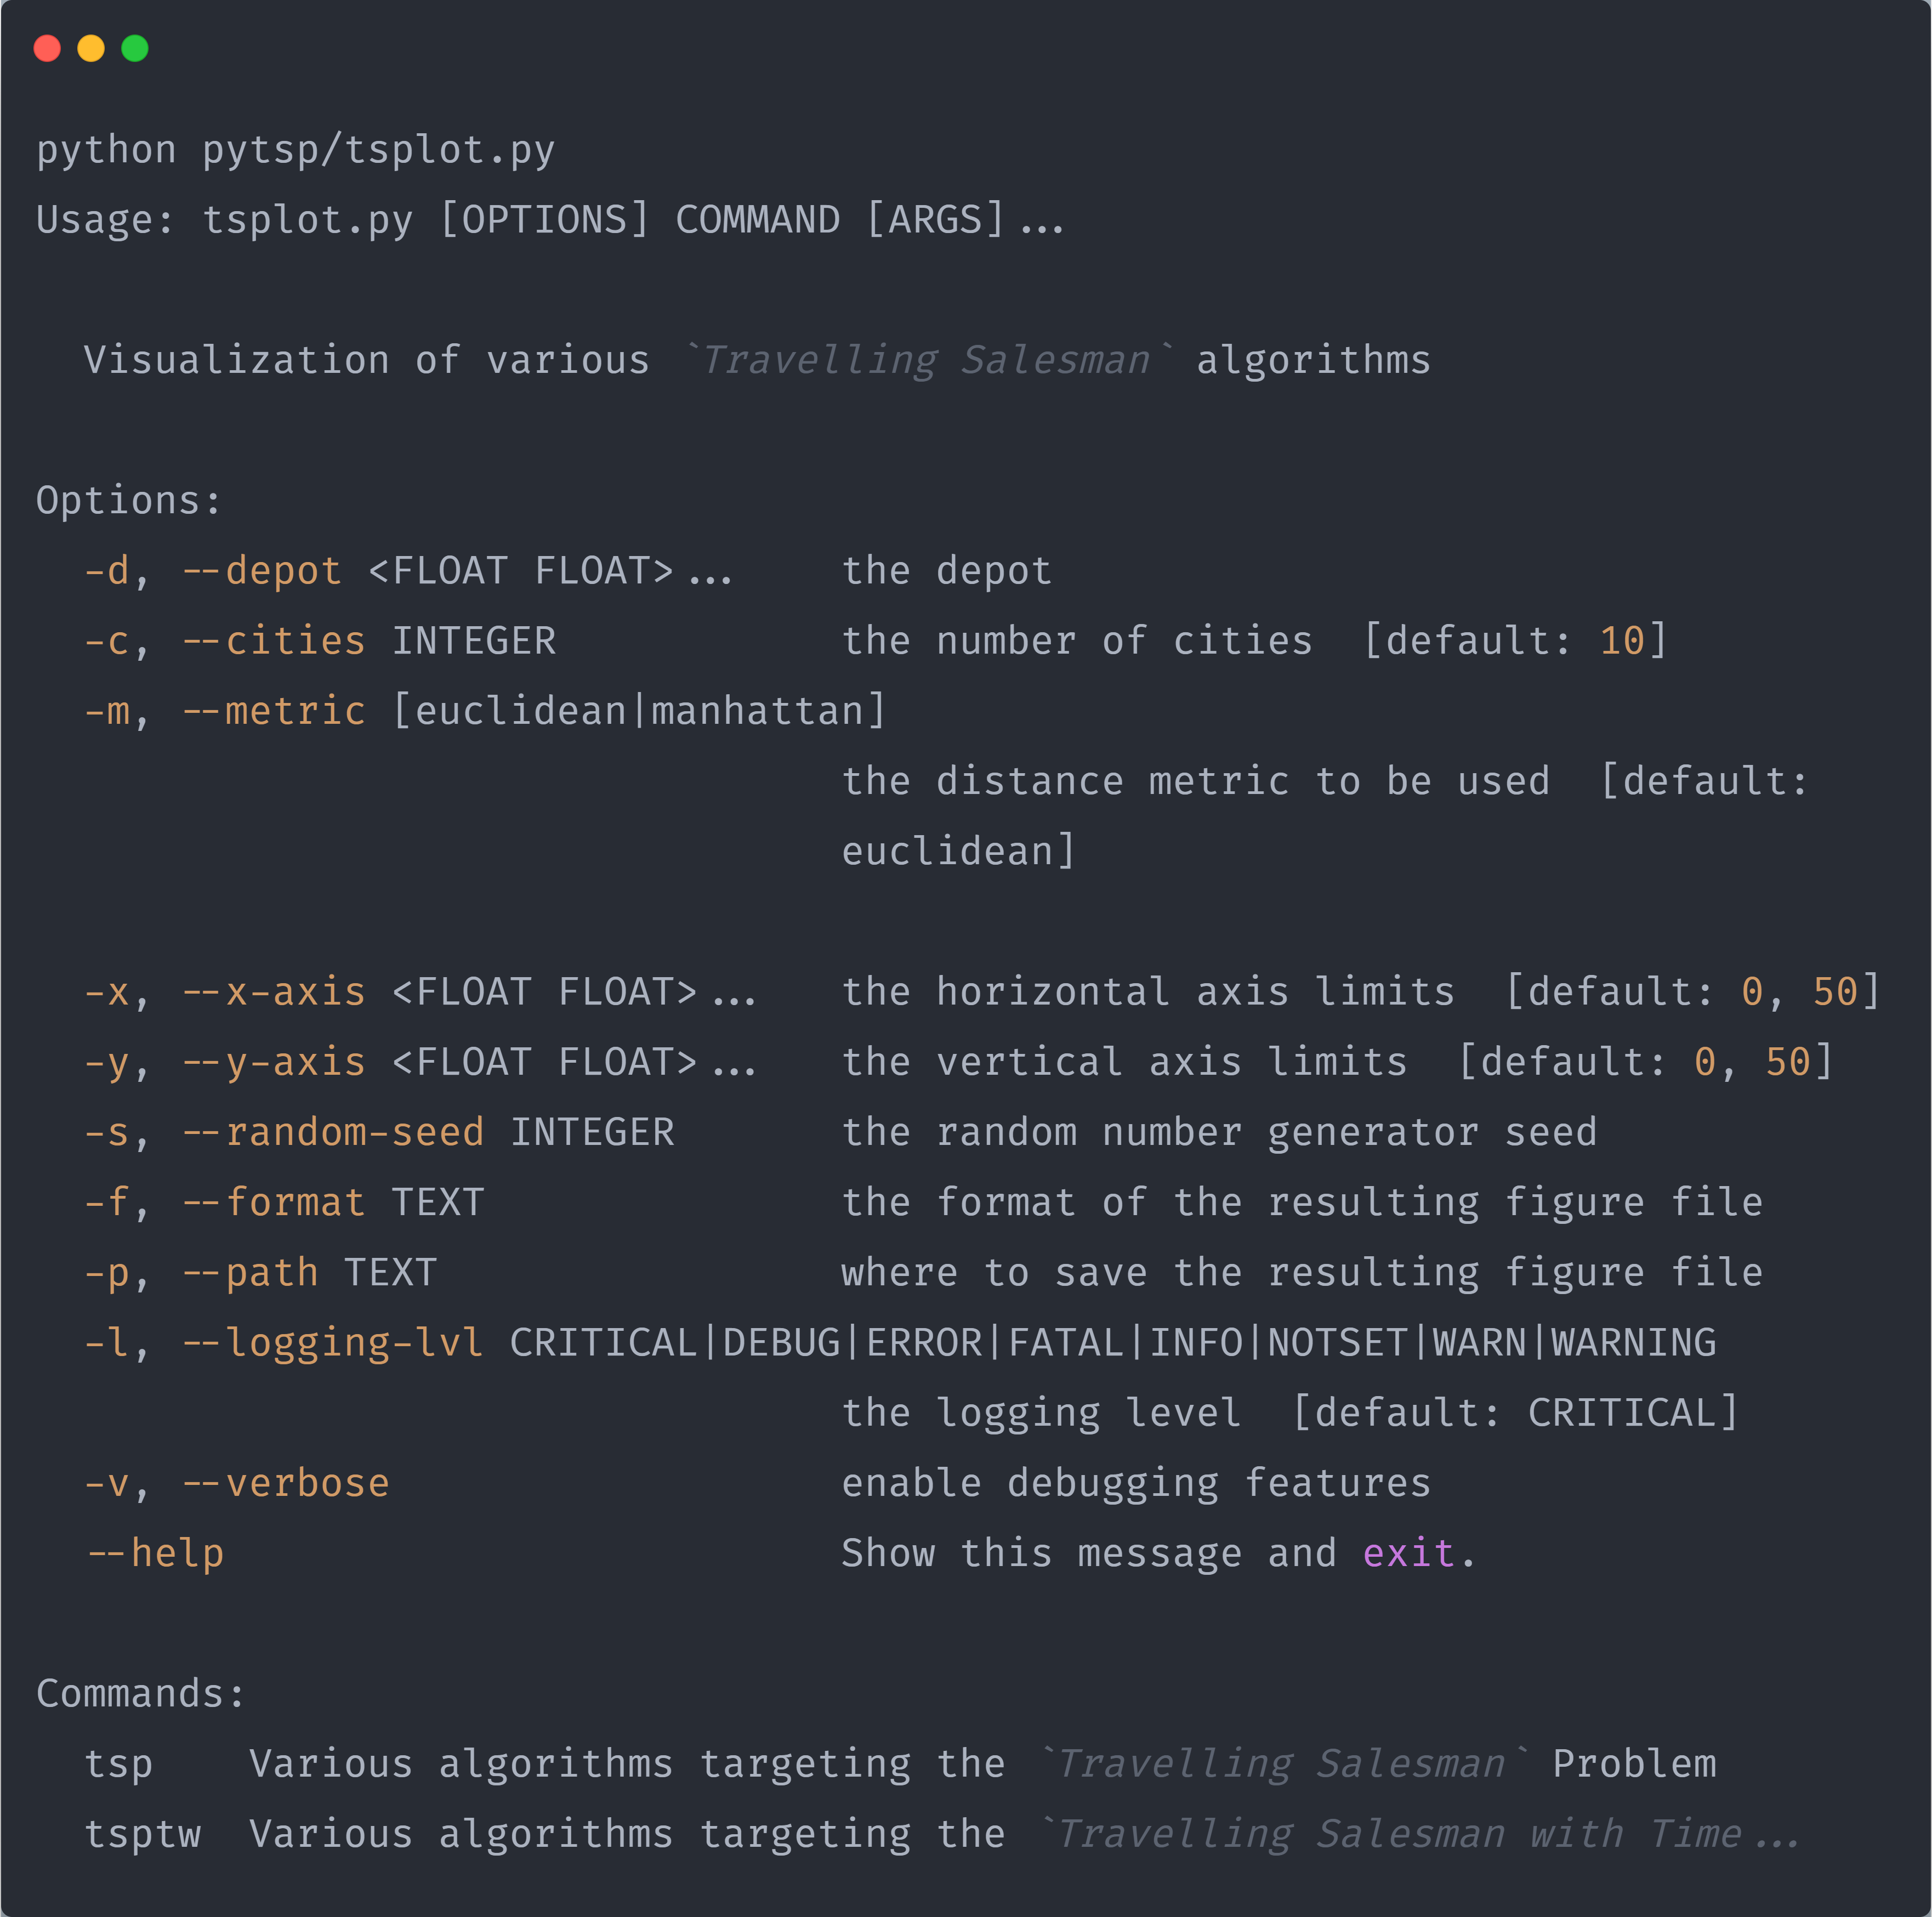 python pytsp/tsplot.py
Usage: tsplot.py [OPTIONS] COMMAND [ARGS]...
Visualization of various `Travelling Salesman` algorithms
Options:
-d, --depot <FLOAT FLOAT>... the depot
-c, --cities INTEGER the number of cities [default: 10]
-m, --metric [euclidean|manhattan]
the distance metric to be used [default:
euclidean]
-x, --x-axis <FLOAT FLOAT>... the horizontal axis limits [default: 0, 50]
-y, --y-axis <FLOAT FLOAT>... the vertical axis limits [default: 0, 50]
-s, --random-seed INTEGER the random number generator seed
-f, --format TEXT the format of the resulting figure file
-p, --path TEXT where to save the resulting figure file
-l, --logging-lvl CRITICAL|DEBUG|ERROR|FATAL|INFO|NOTSET|WARN|WARNING
the logging level [default: CRITICAL]
-v, --verbose enable debugging features
--help Show this message and exit.
Commands:
tsp Various algorithms targeting the `Travelling Salesman` Problem
tsptw Various algorithms targeting the `Travelling Salesman with Time...